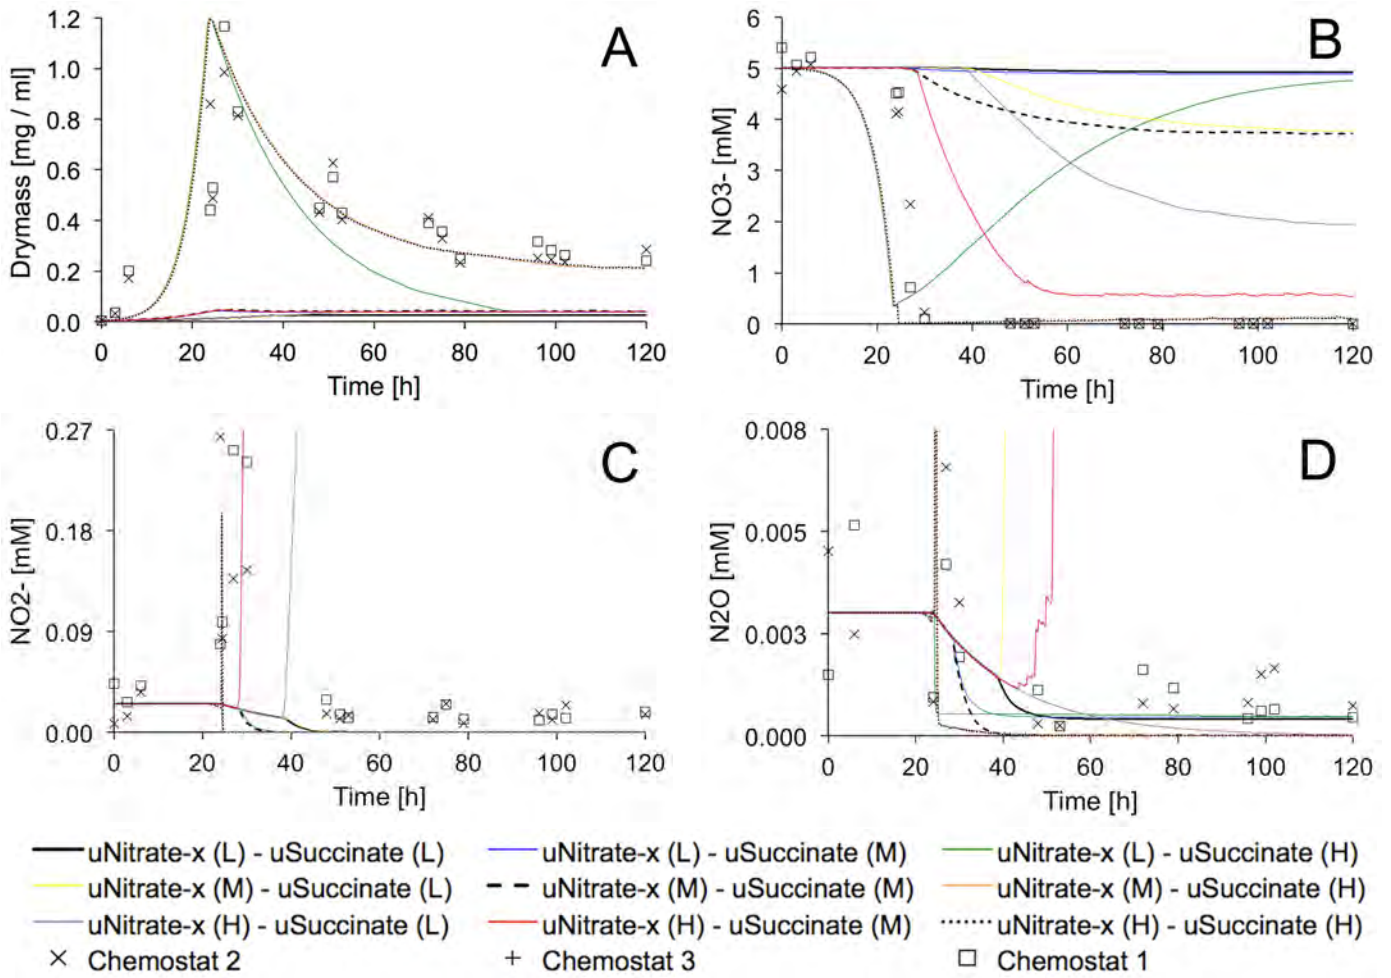 A
Drymass [mg / ml]
1.2
1.0
0.8
0.6
0.4
0.2
0.0
0 20 40 60 80 100 120
Time [h]
B
NO3- [mM]
6
5
4
3
2
1
0
0 20 40 60 80 100 120
Time [h]
C
NO2- [mM]
0.27
0.18
0.09
0.00
0 20 40 60 80 100 120
Time [h]
D
N2O [mM]
0.008
0.005
0.003
0.000
0 20 40 60 80 100 120
Time [h]
uNitrate-x (L) - uSuccinate (L) uNitrate-x (L) - uSuccinate (M) uNitrate-x (L) - uSuccinate (H)
uNitrate-x (M) - uSuccinate (L) uNitrate-x (M) - uSuccinate (M) uNitrate-x (M) - uSuccinate (H)
uNitrate-x (H) - uSuccinate (L) uNitrate-x (H) - uSuccinate (M) uNitrate-x (H) - uSuccinate (H)
Chemostat 2 Chemostat 3 Chemostat 1